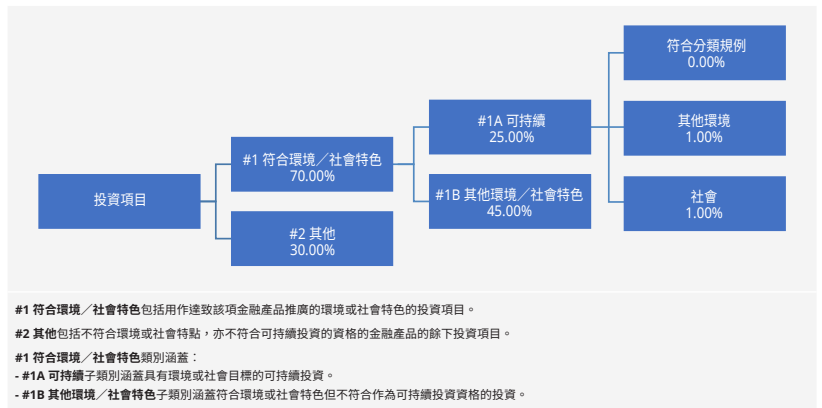 投資項目
#1 符合環境／社會特色
70.00%
#2 其他
30.00%
#1A 可持續
25.00%
#1B 其他環境／社會特色
45.00%
符合分類規例
0.00%
其他環境
1.00%
社會
1.00%
#1 符合環境／社會特色包括用作達致該項金融產品推廣的環境或社會特色的投資項目。
#2 其他包括不符合環境或社會特點，亦不符合可持續投資的資格的金融產品的餘下投資項目。
#1 符合環境／社會特色類別涵蓋：
- #1A 可持續子類別涵蓋具有環境或社會目標的可持續投資。
- #1B 其他環境／社會特色子類別涵蓋符合環境或社會特色但不符合作為可持續投資資格的投資。